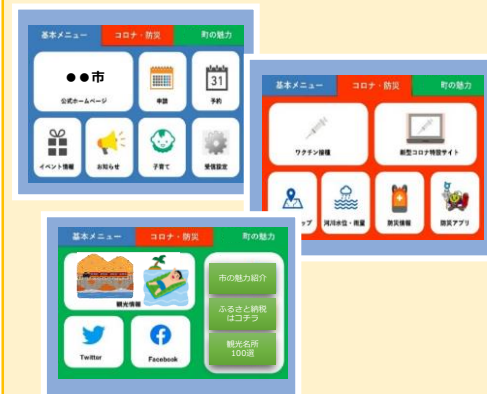 基本メニュー コロナ・防災 町の魅力
●●市
公式ホームページ
申請
31
予約
イベント情報
お知らせ
子育て
受信設定
基本メニュー コロナ・防災 町の魅力
ワクチン接種
新型コロナ特設サイト
ップ
河川水位・雨量
防災情報
防災アプリ
基本メニュー コロナ・防災 町の魅力
観光情報
市の魅力紹介
ふるさと納税
はコチラ
観光名所
100選
Twitter
Facebook